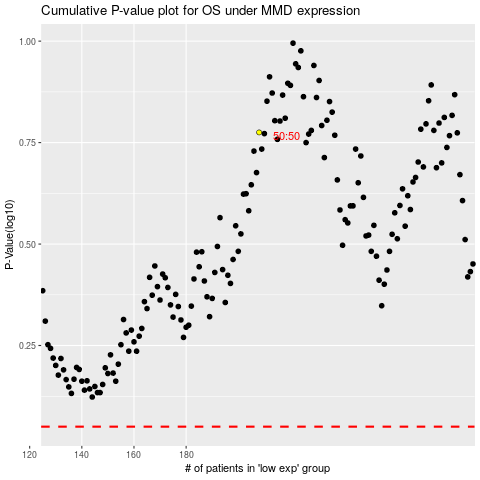 Cumulative P-value plot for OS under MMD expression
1.00
0.75
0.50
0.25
P-Value(log10)
50:50
120 140 160 180
# of patients in 'low exp' group